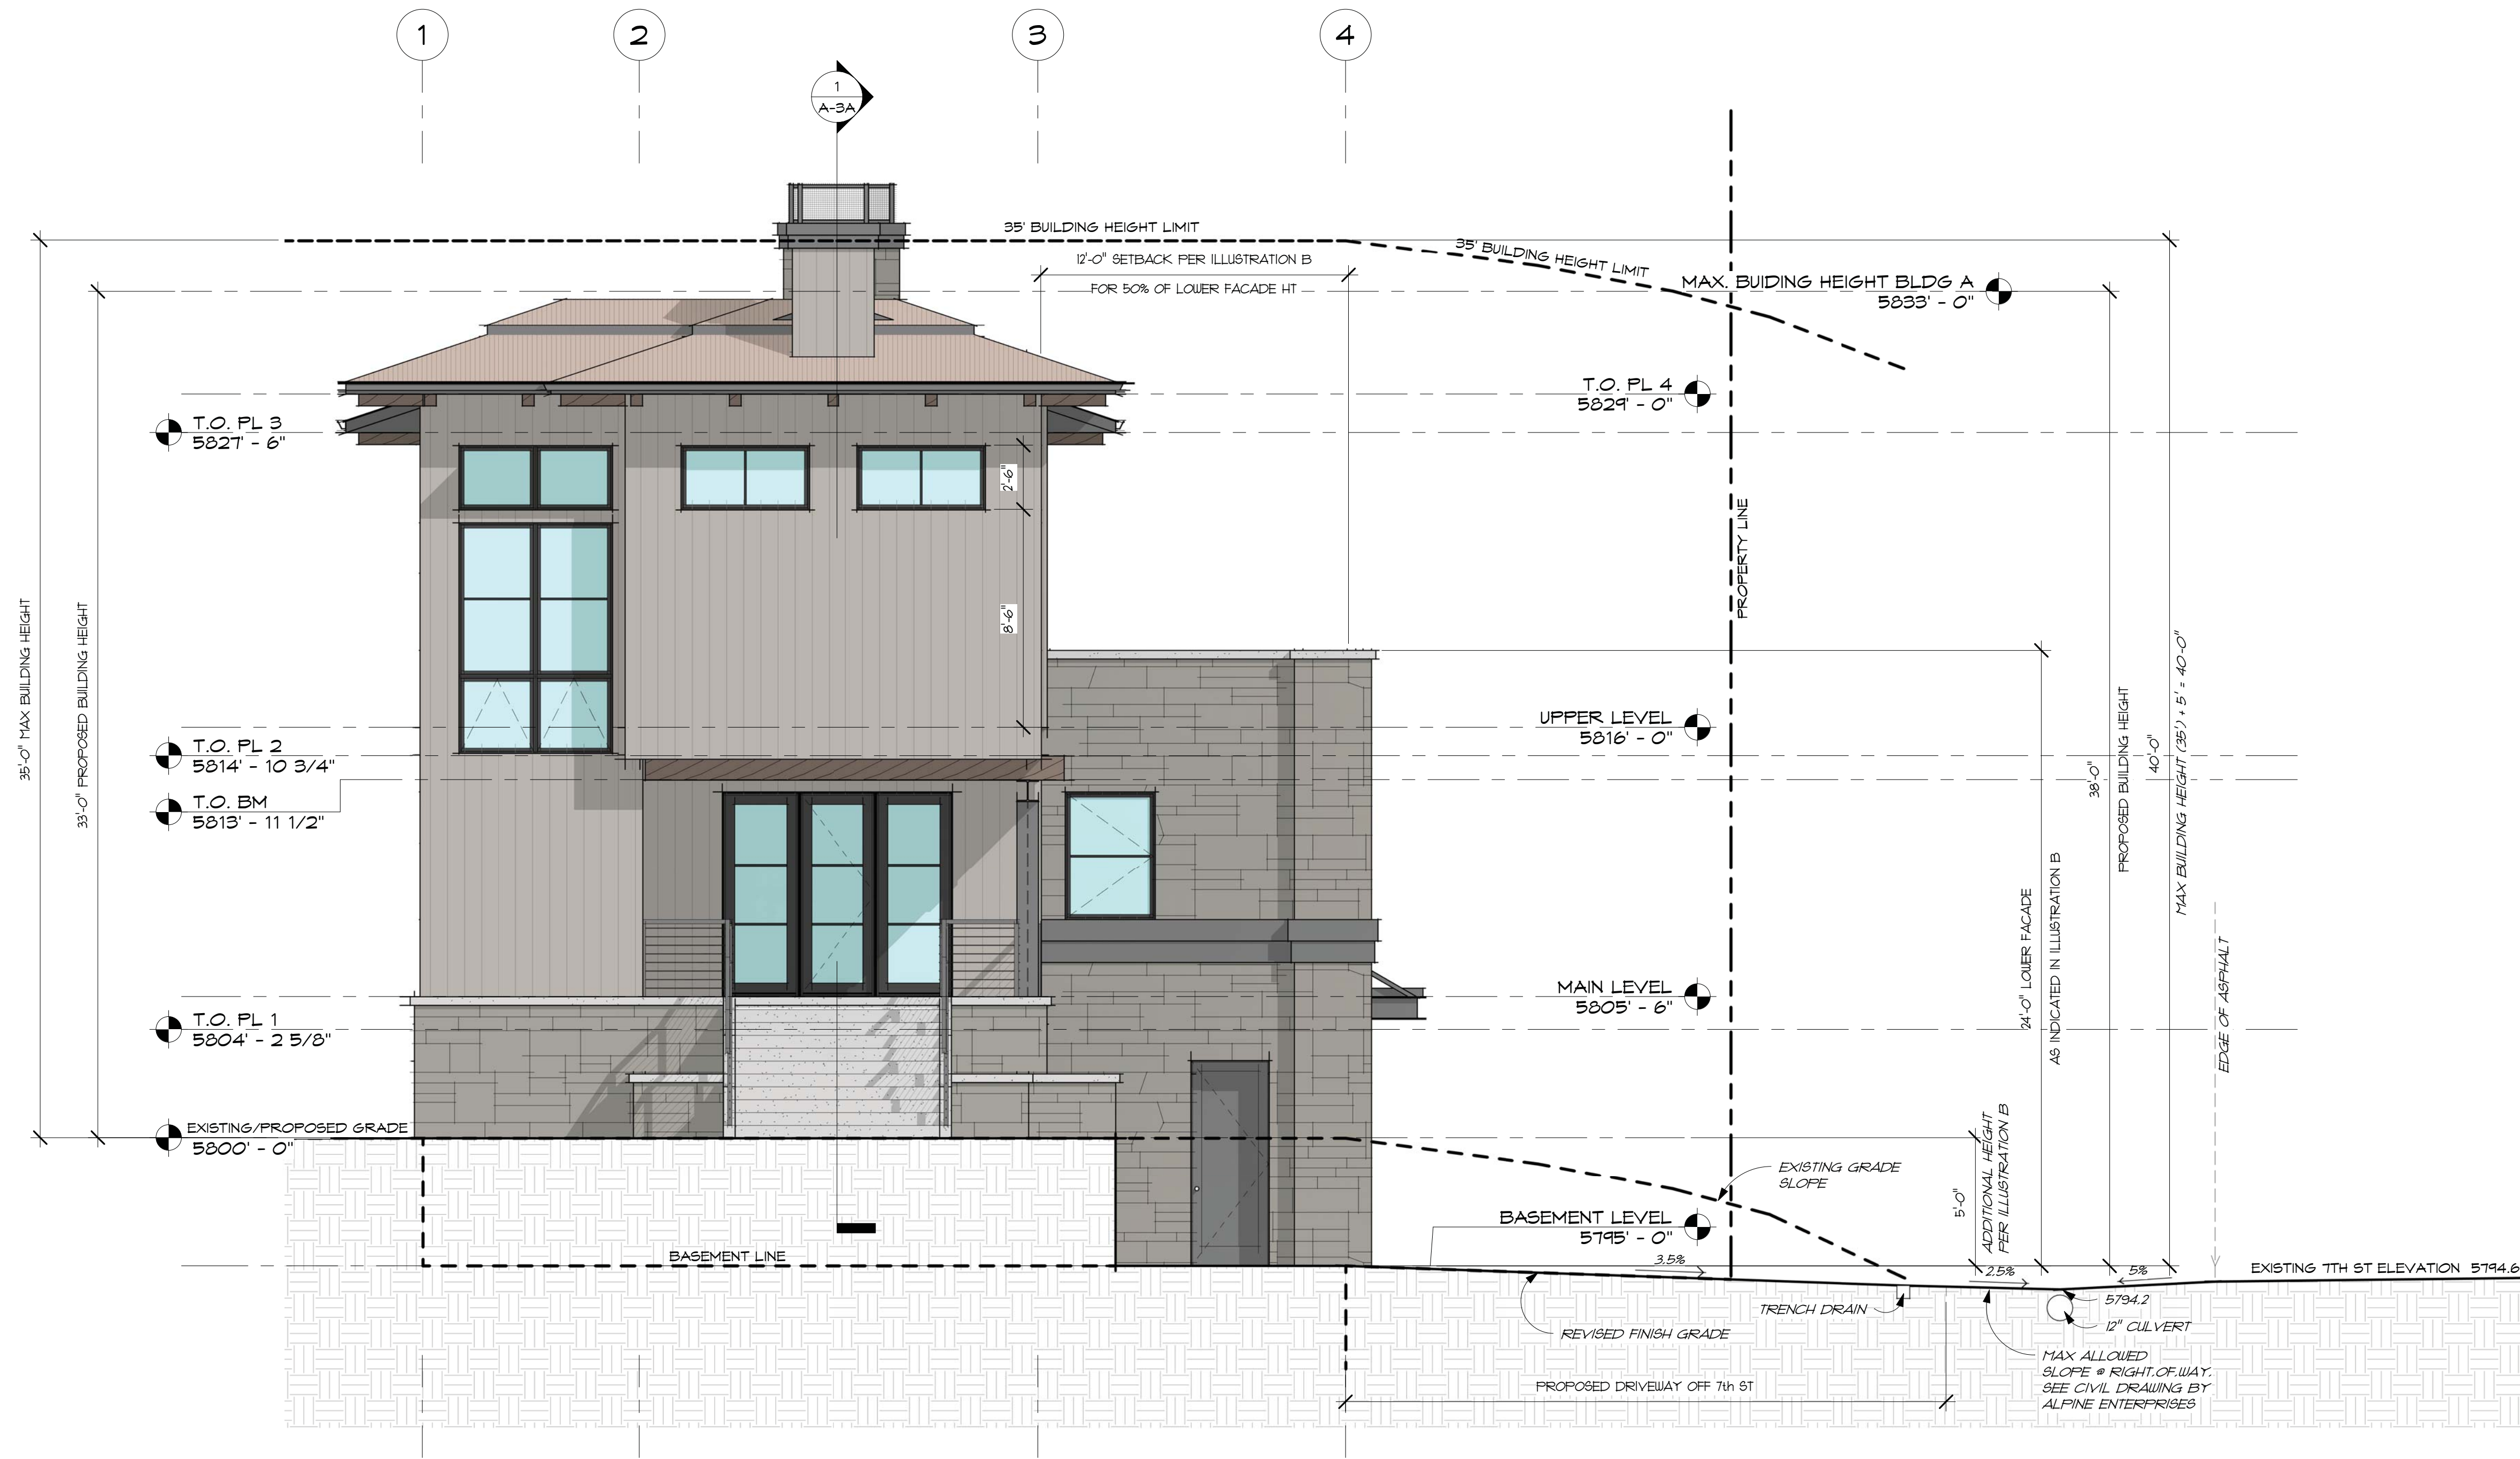 1
2
3
4
1
A-3A
35' BUILDING HEIGHT LIMIT
35' BUILDING HEIGHT LIMIT
12'-0" SETBACK PER ILLUSTRATION B
FOR 50% OF LOWER FACADE HT
MAX. BUIDING HEIGHT BLDG A
5833' - 0"
T.O. PL 4
5829' - 0"
T.O. PL 3
5827' - 6"
2'-6"
8'-6"
PROPERTY LINE
35'-0" MAX BUILDING HEIGHT
33'-0" PROPOSED BUILDING HEIGHT
UPPER LEVEL
5816' - 0"
T.O. PL 2
5814' - 10 3/4"
T.O. BM
5813' - 11 1/2"
38'-0"
PROPOSED BUILDING HEIGHT
40'-0"
MAX BUILDING HEIGHT (35') + 5' = 40'-0"
24'-0" LOWER FACADE
AS INDICATED IN ILLUSTRATION B
EDGE OF ASPHALT
MAIN LEVEL
5805' - 6"
T.O. PL 1
5804' - 2 5/8"
EXISTING/PROPOSED GRADE
5800' - 0"
5'-0"
ADDITIONAL HEIGHT
PER ILLUSTRATION B
EXISTING GRADE
SLOPE
BASEMENT LEVEL
5795' - 0"
BASEMENT LINE
3.5%
2.5%
5%
EXISTING 7TH ST ELEVATION 5794.6
5794.2
TRENCH DRAIN
12" CULVERT
REVISED FINISH GRADE
MAX ALLOWED
SLOPE @ RIGHT.OF.WAY.
SEE CIVIL DRAWING BY
ALPINE ENTERPRISES
PROPOSED DRIVEWAY OFF 7th ST